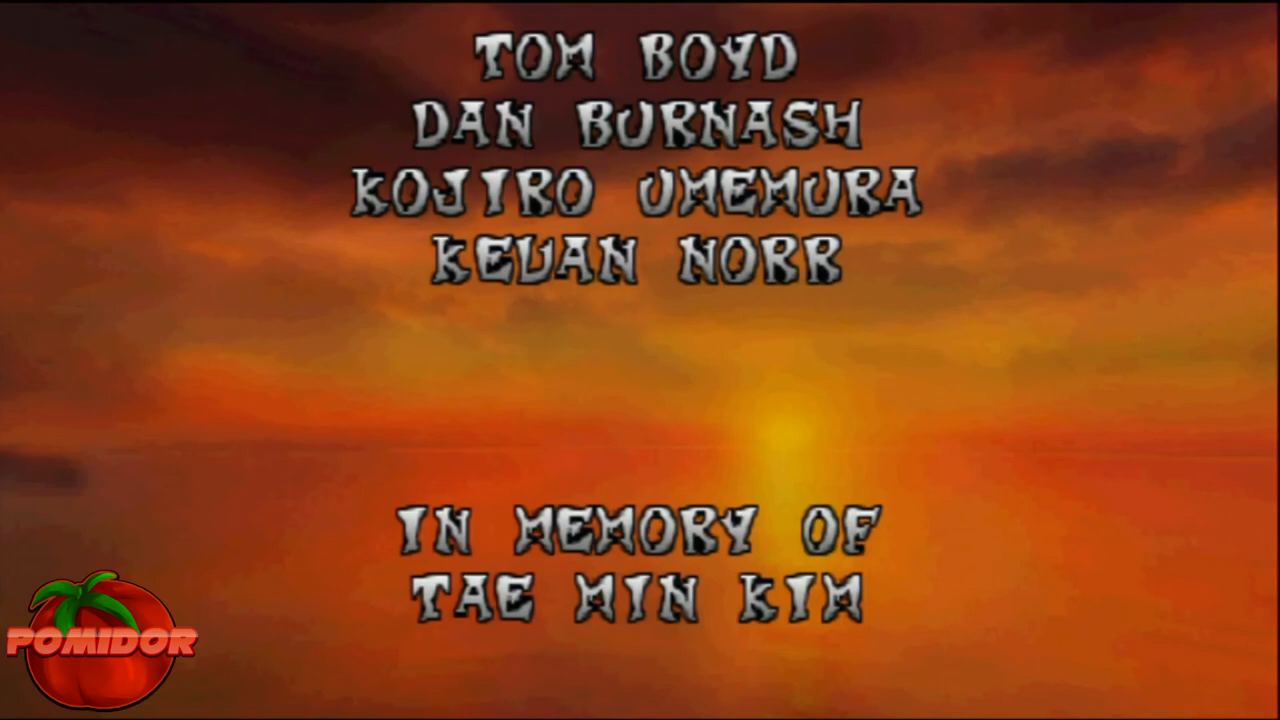 TOM BOYD
DAN BURNASH
KOJIRO UMEMURA
KEVAN NORR
IN MEMORY OF
TAE MIN KIM
POMIDOR